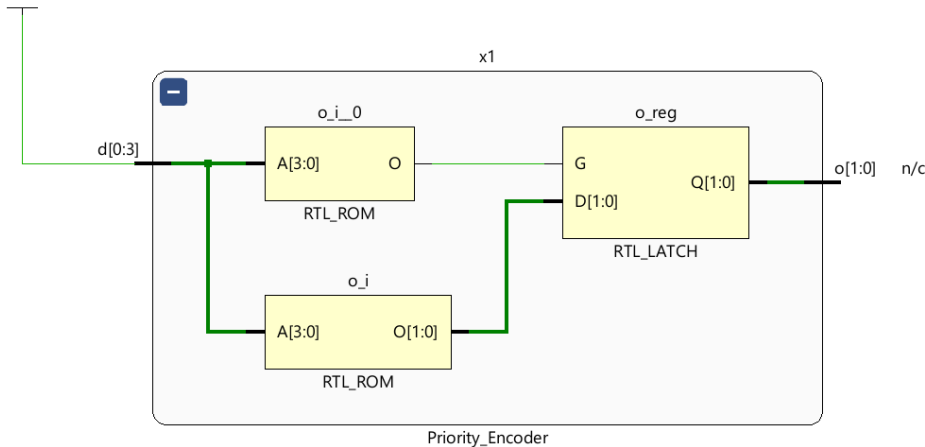 x1
o_i__0
o_reg
d[0:3]
A[3:0]
O
G
o[1:0]
n/c
Q[1:0]
D[1:0]
RTL_ROM
RTL_LATCH
o_i
A[3:0]
O[1:0]
RTL_ROM
Priority_Encoder